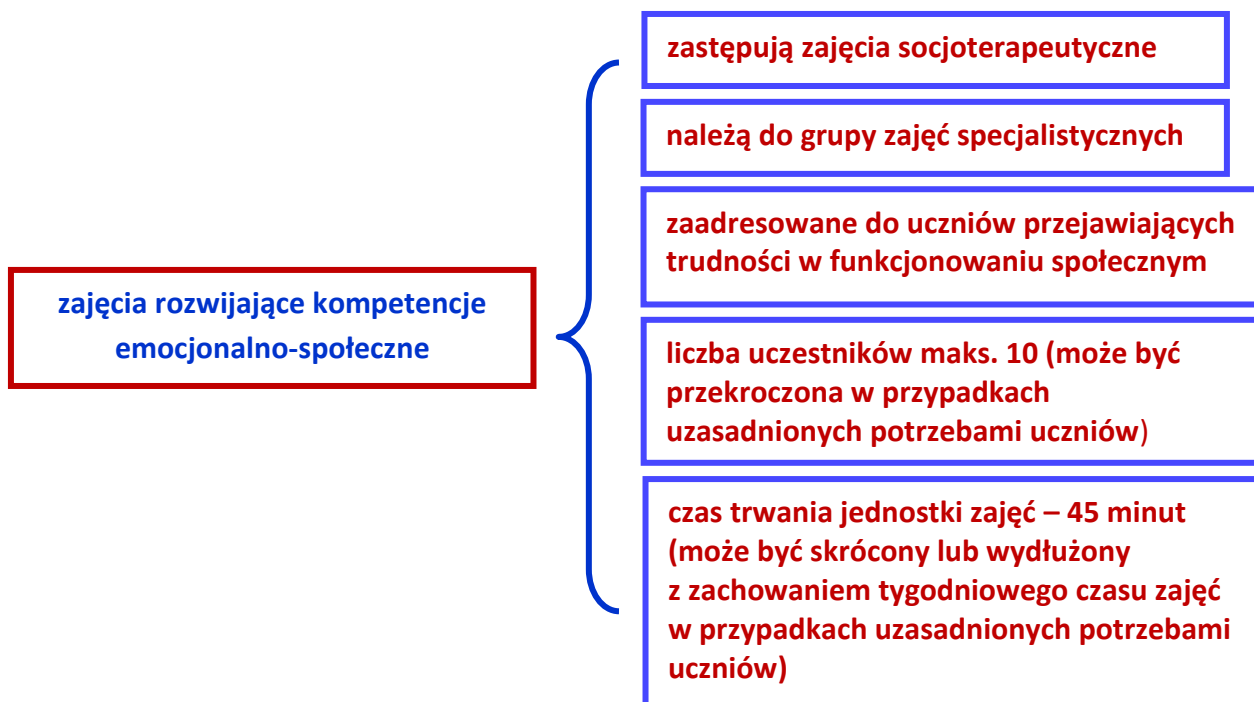 zajęcia rozwijające kompetencje
emocjonalno-społeczne
zastępują zajęcia socjoterapeutyczne
należą do grupy zajęć specjalistycznych
zaadresowane do uczniów przejawiających
trudności w funkcjonowaniu społecznym
liczba uczestników maks. 10 (może być
przekroczona w przypadkach
uzasadnionych potrzebami uczniów)
czas trwania jednostki zajęć – 45 minut
(może być skrócony lub wydłużony
z zachowaniem tygodniowego czasu zajęć
w przypadkach uzasadnionych potrzebami
uczniów)